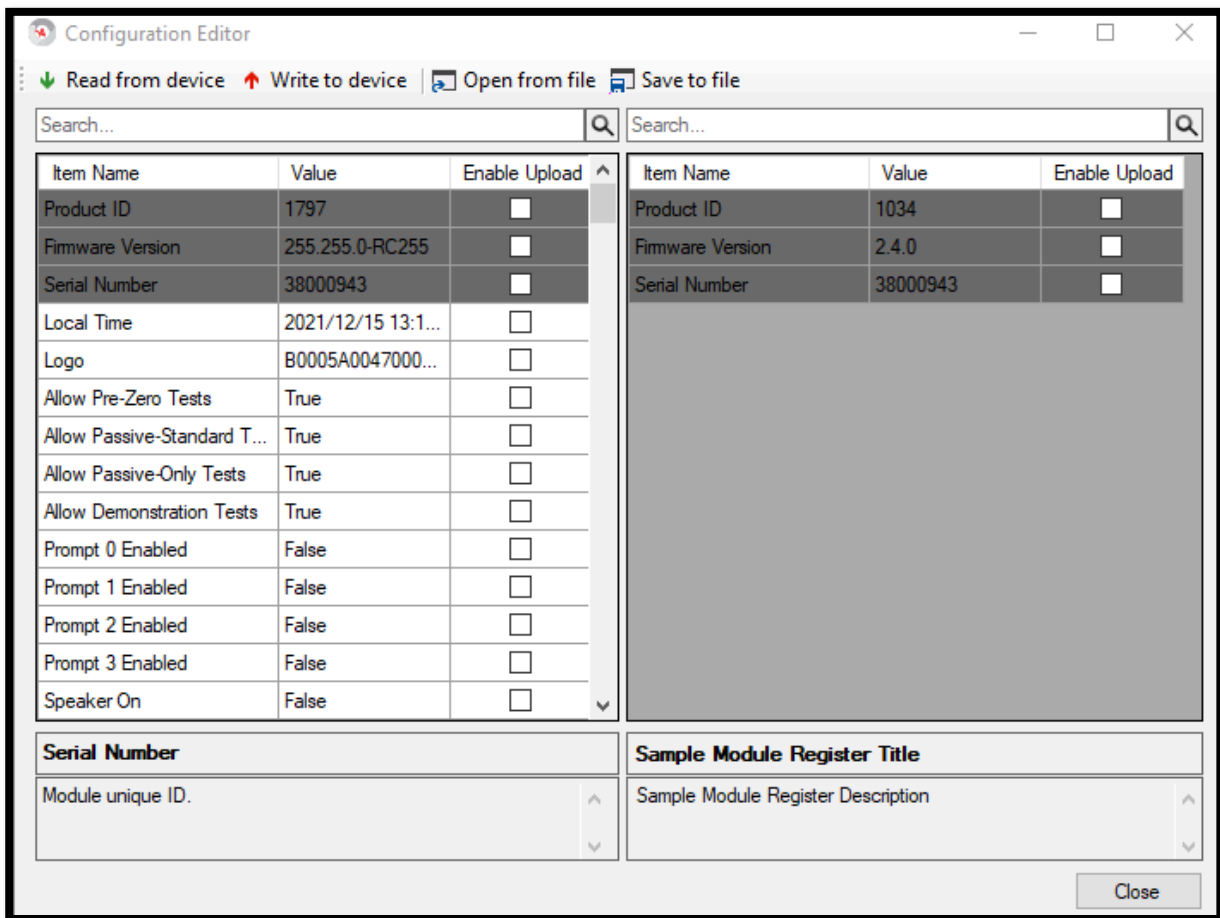 Configuration Editor
Read from device Write to device Open from file Save to file
Search... Search...
Item Name Value Enable Upload Item Name Value Enable Upload
Product ID 1797 Product ID 1034
Firmware Version 255.255.0-RC255 Firmware Version 2.4.0
Serial Number 38000943 Serial Number 38000943
Local Time 2021/12/15 13:1...
Logo B0005A0047000...
Allow Pre-Zero Tests True
Allow Passive-Standard T... True
Allow Passive-Only Tests True
Allow Demonstration Tests True
Prompt 0 Enabled False
Prompt 1 Enabled False
Prompt 2 Enabled False
Prompt 3 Enabled False
Speaker On False
Serial Number Sample Module Register Title
Module unique ID. Sample Module Register Description
Close